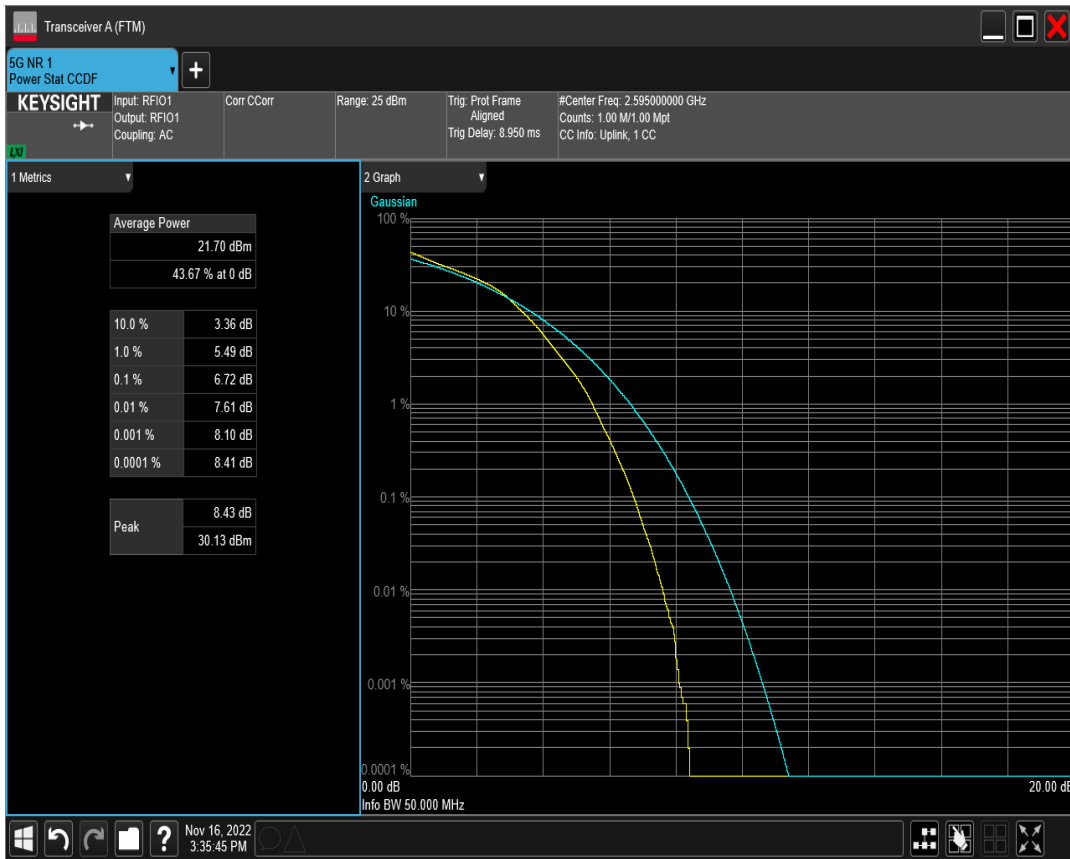 Transceiver A (FTM)
5G NR 1
Power Stat CCDF
+
KEYSIGHT
LXI
Input: RFIO1
Output: RFIO1
Coupling: AC
Corr CCorr
Range: 25 dBm
Trig: Prot Frame
Aligned
Trig Delay: 8.950 ms
#Center Freq: 2.595000000 GHz
Counts: 1.00 M/1.00 Mpt
CC Info: Uplink, 1 CC
1 Metrics
Average Power
21.70 dBm
43.67 % at 0 dB
10.0 % 3.36 dB
1.0 % 5.49 dB
0.1 % 6.72 dB
0.01 % 7.61 dB
0.001 % 8.10 dB
0.0001 % 8.41 dB
Peak 8.43 dB
30.13 dBm
2 Graph
Gaussian
100 %
10 %
1 %
0.1 %
0.01 %
0.001 %
0.0001 %
0.00 dB 20.00 dB
Info BW 50.000 MHz
? Nov 16, 2022
3:35:45 PM